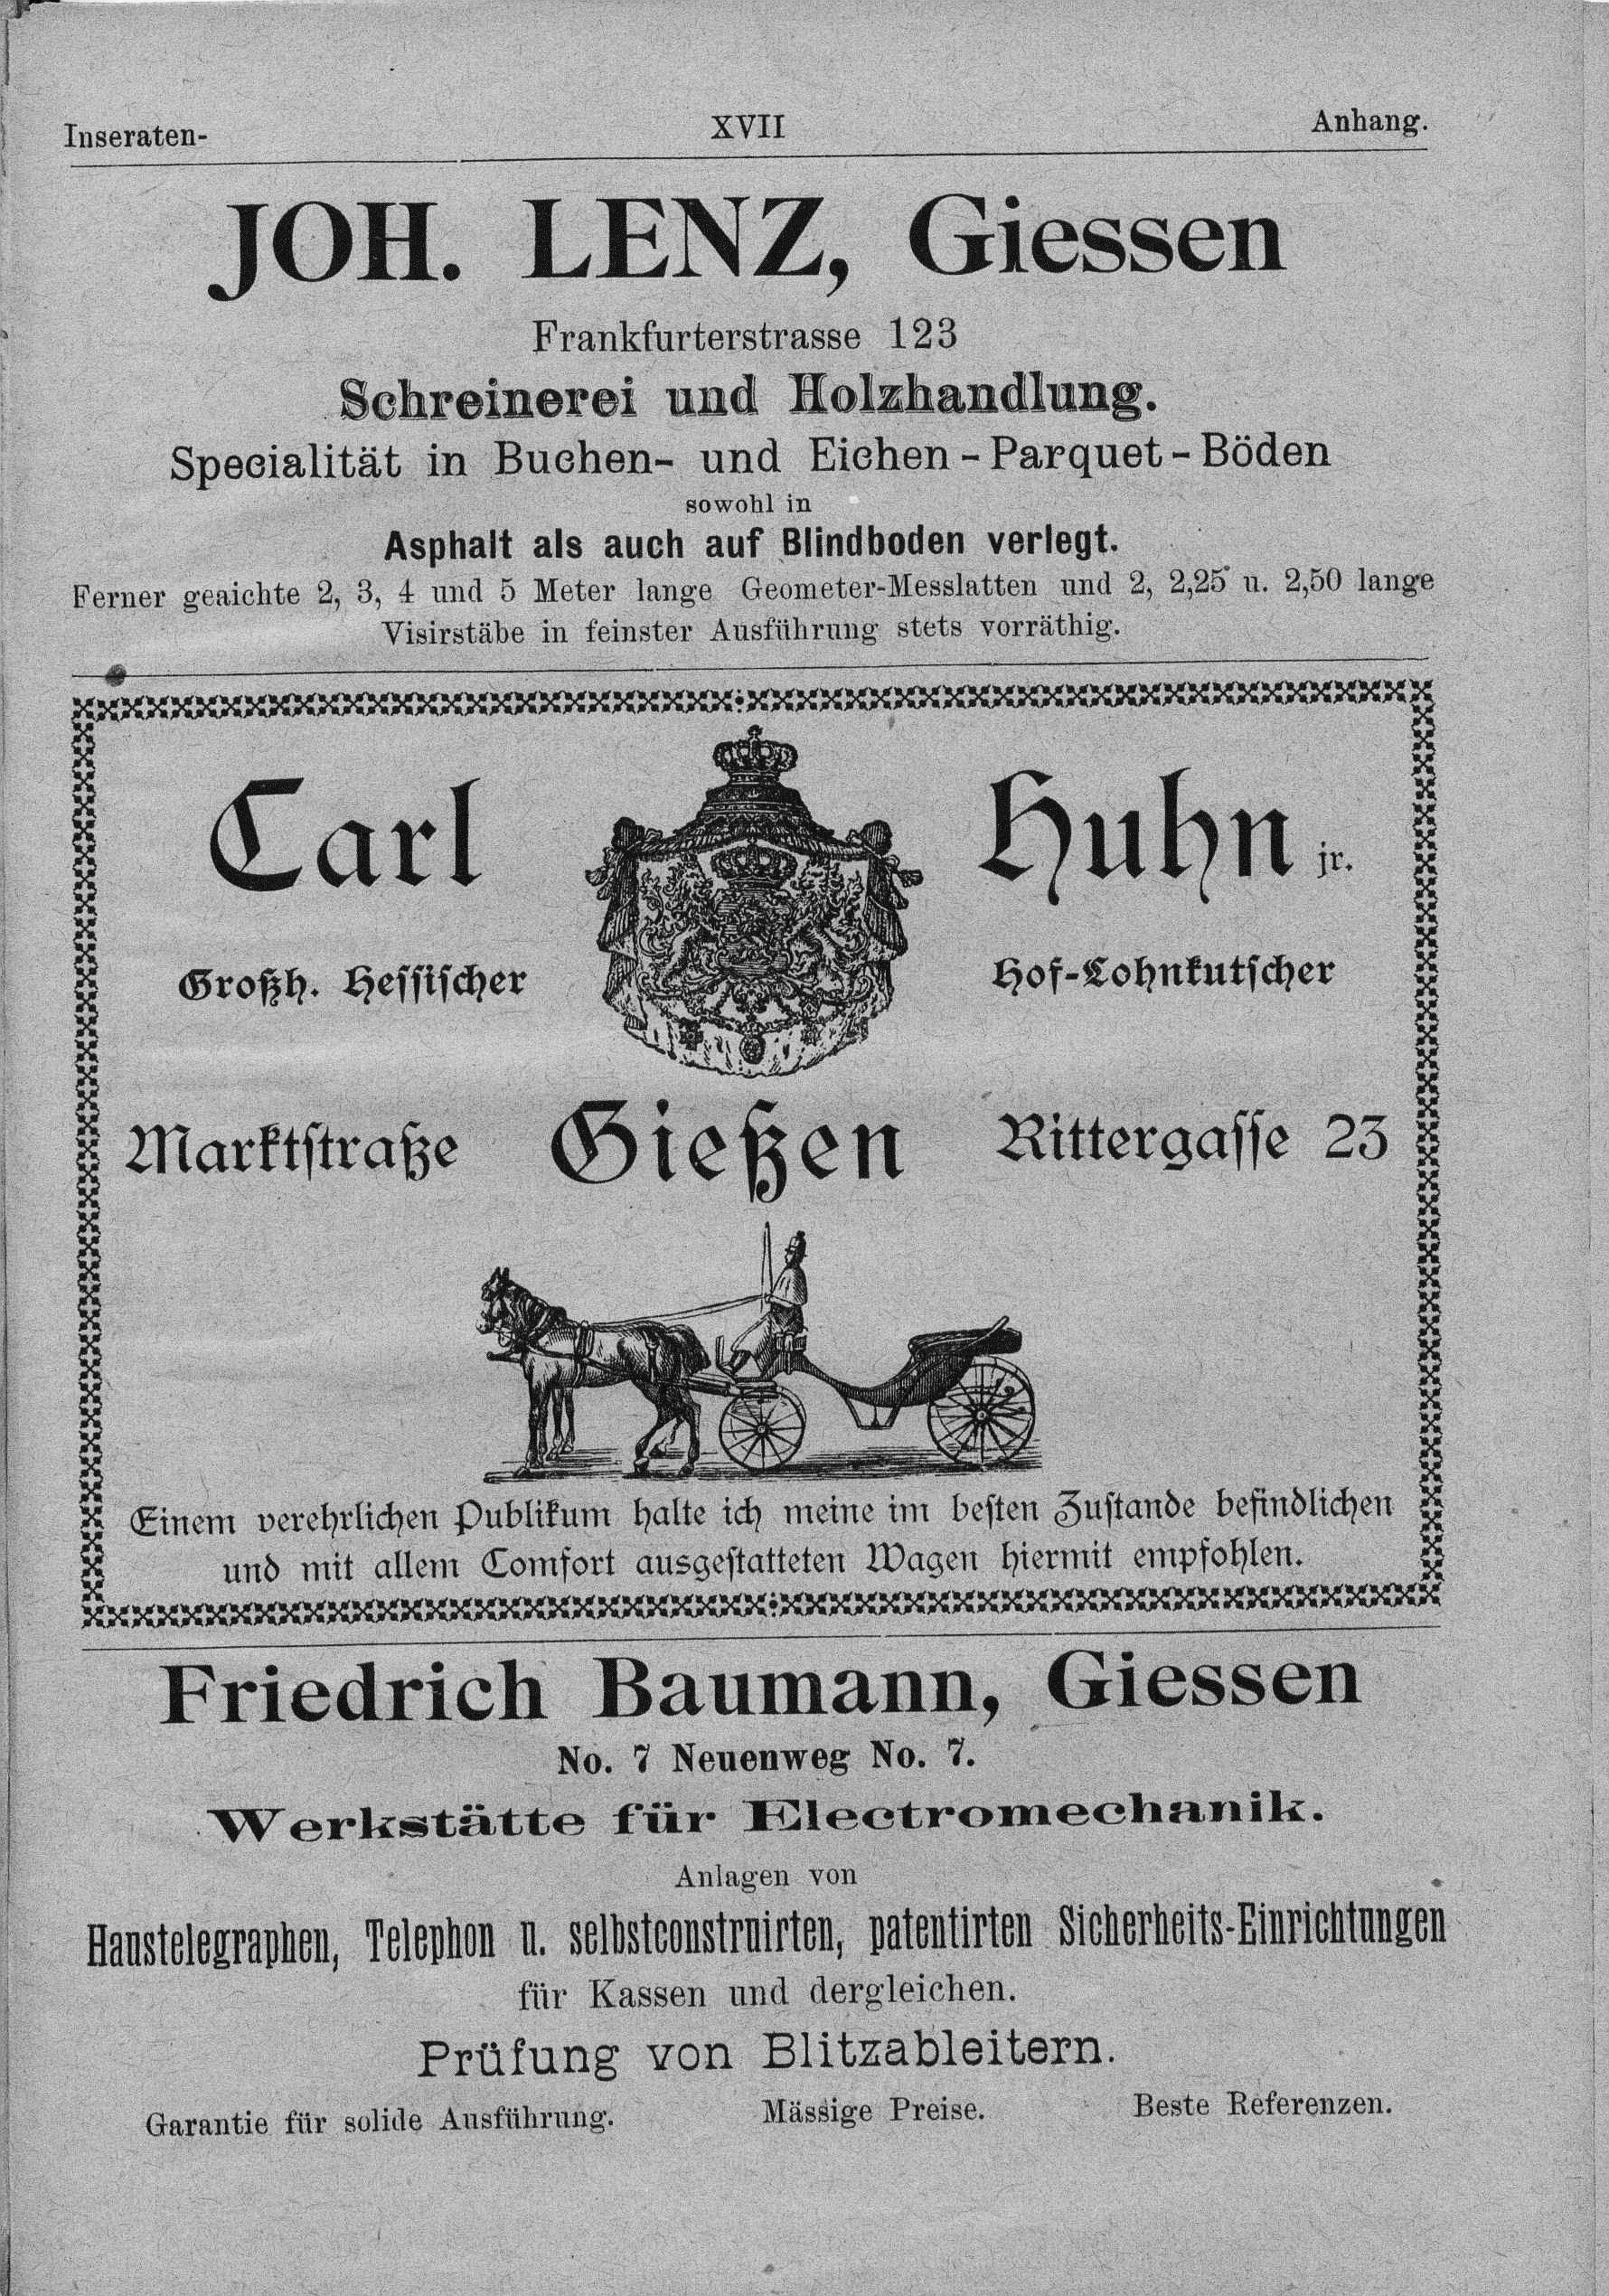 Inseraten- XVII Anhang.
JOH. LENZ, Giessen
Frankfurterstrasse 123
Schreinerei und Holzhandlung.
Specialität in Buchen- und Eichen-Parquet-Böden
sowohl in
Asphalt als auch auf Blindboden verlegt.
Ferner geaichte 2, 3, 4 und 5 Meter lange Geometer-Messlatten und 2, 2,25 u. 2,50 lange
Visirstäbe in feinster Ausführung stets vorräthig.
Carl Huhn jr.
Großh. Hessischer Hof-Lohnkutscher
Marktstraße Gießen Rittergasse 23
Einem verehrlichen Publikum halte ich meine im besten Zustande befindlichen
und mit allem Comfort ausgestatteten Wagen hiermit empfohlen.
Friedrich Baumann, Giessen
No. 7 Neuenweg No. 7.
Werkstätte für Electromechanik.
Anlagen von
Haustelegraphen, Telephon u. selbstconstruirten, patentirten Sicherheits-Einrichtungen
für Kassen und dergleichen.
Prüfung von Blitzableitern.
Garantie für solide Ausführung. Mässige Preise. Beste Referenzen.